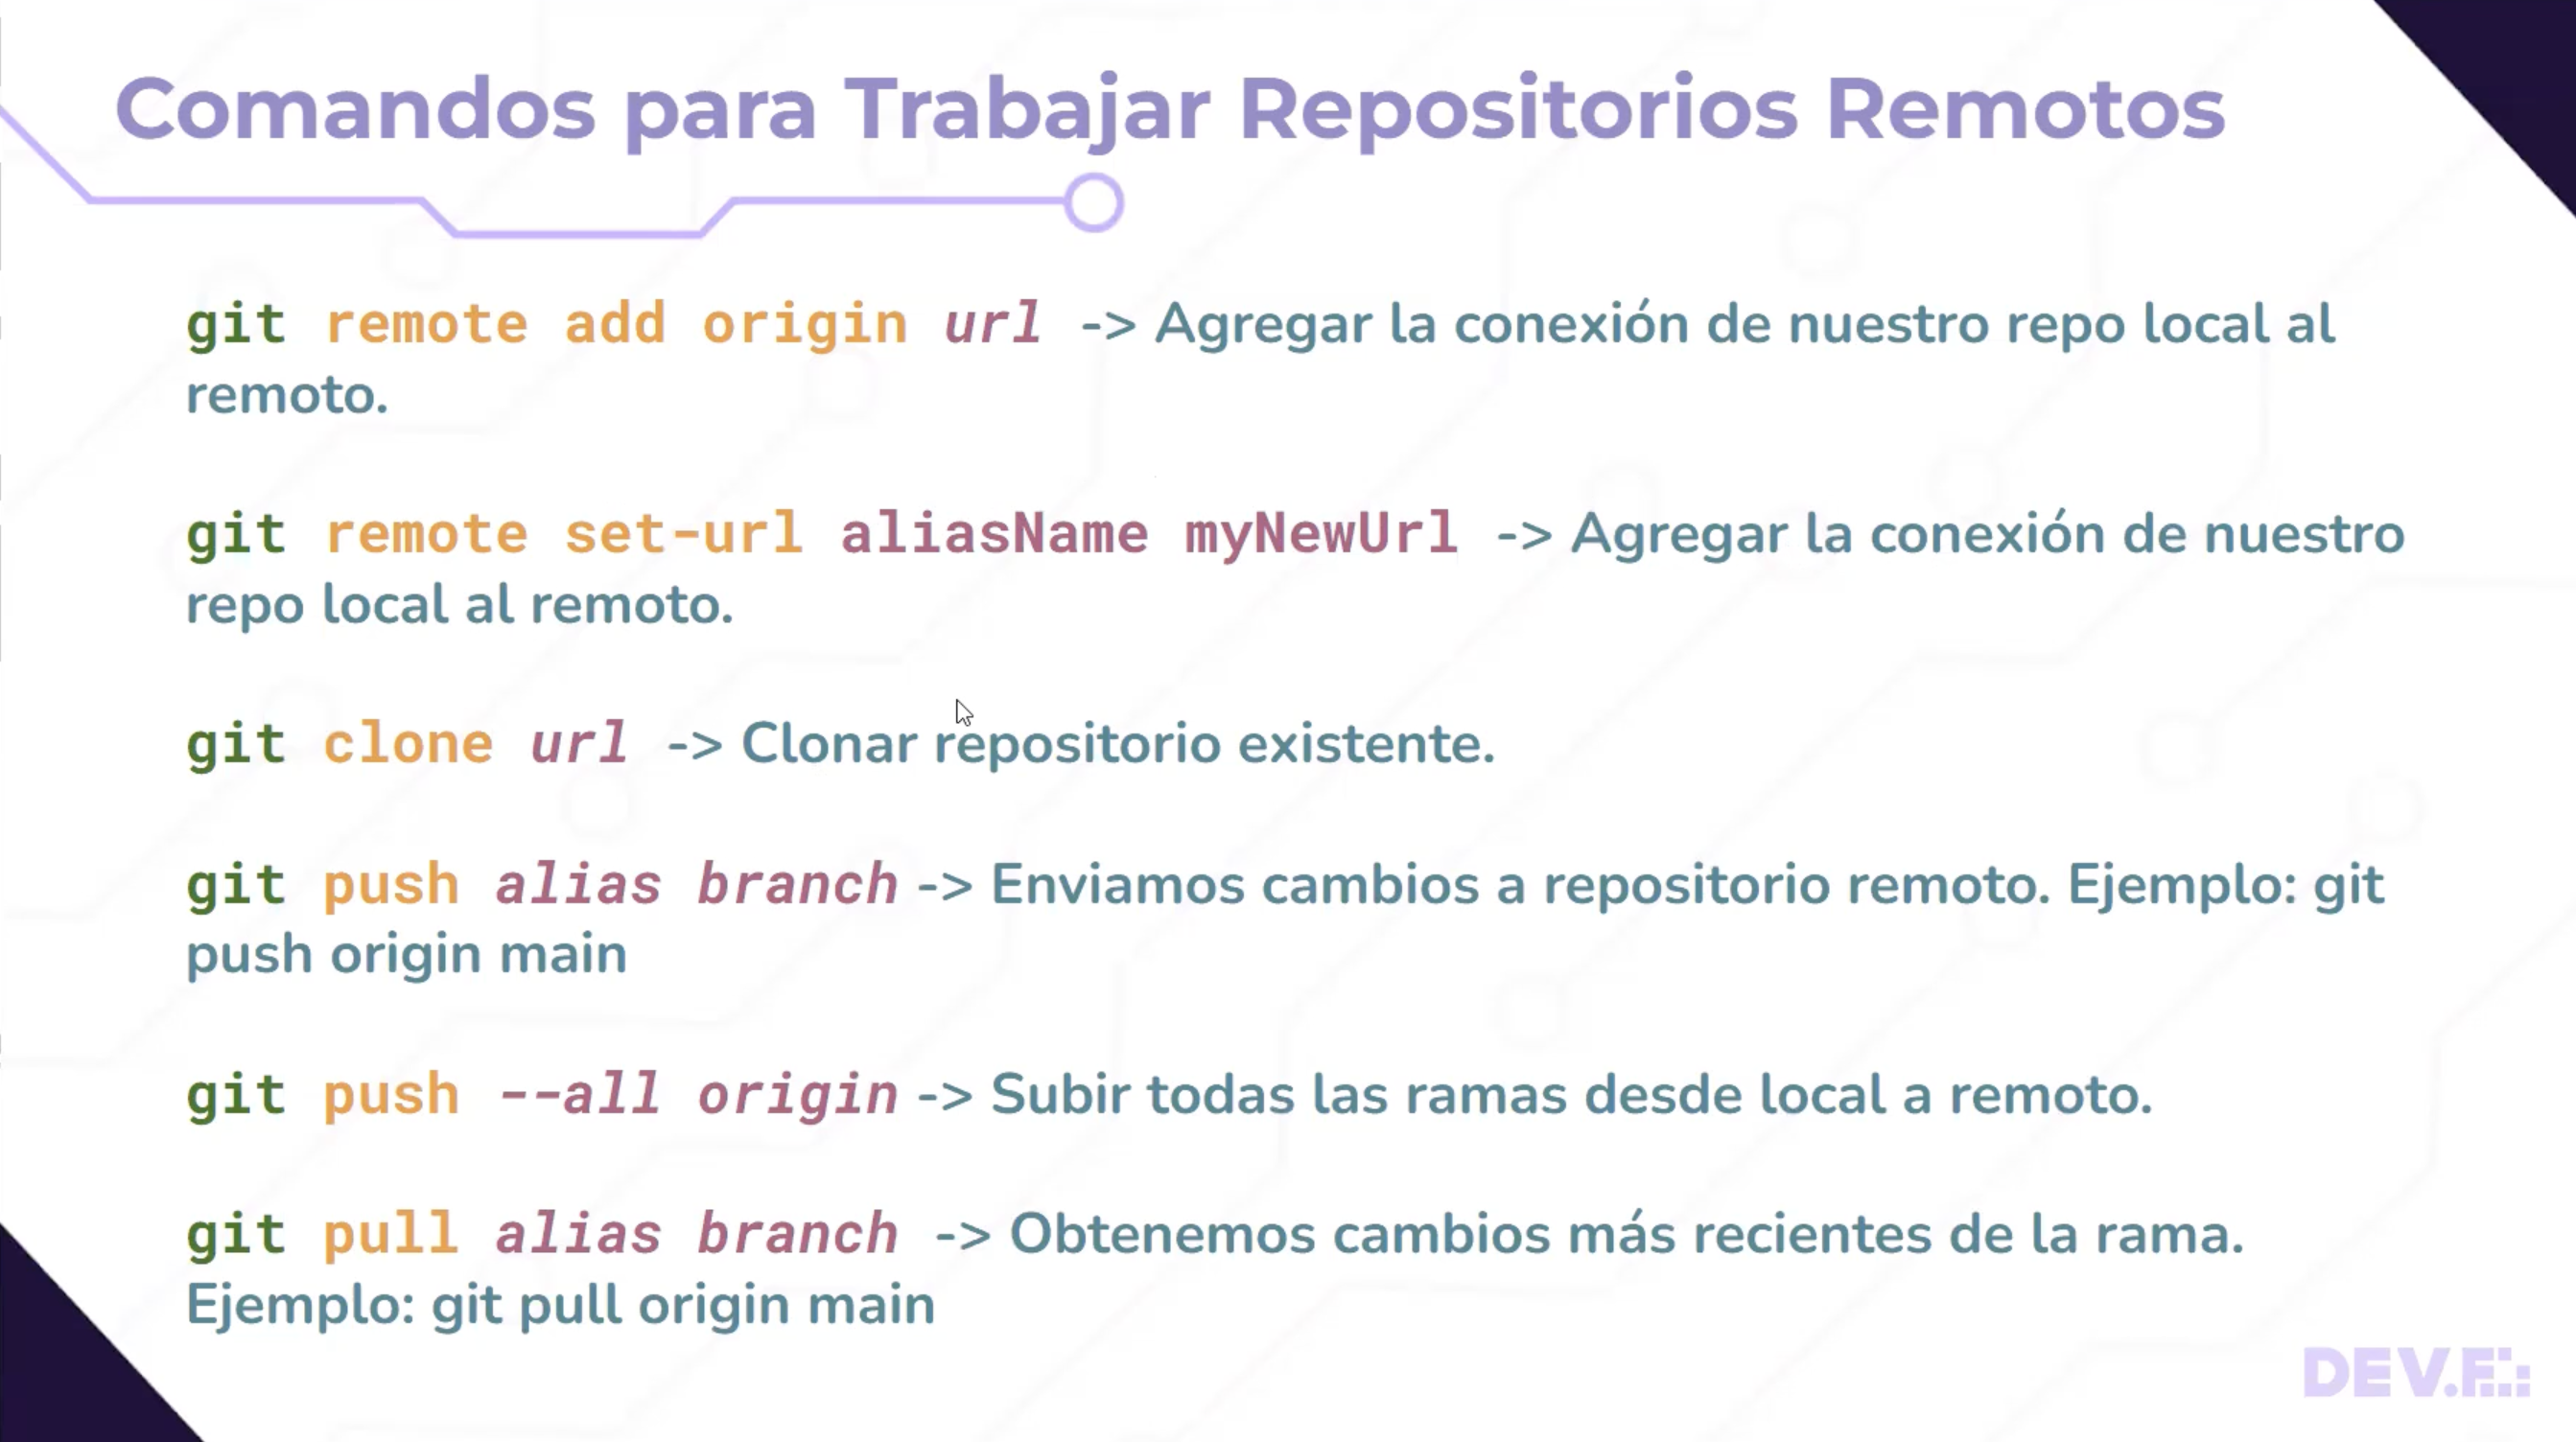 Comandos para Trabajar Repositorios Remotos
git remote add origin url -> Agregar la conexión de nuestro repo local al
remoto.
git remote set-url aliasName myNewUrl -> Agregar la conexión de nuestro
repo local al remoto.
git clone url -> Clonar repositorio existente.
git push alias branch -> Enviamos cambios a repositorio remoto. Ejemplo: git
push origin main
git push --all origin -> Subir todas las ramas desde local a remoto.
git pull alias branch -> Obtenemos cambios más recientes de la rama.
Ejemplo: git pull origin main
DEV.F.: